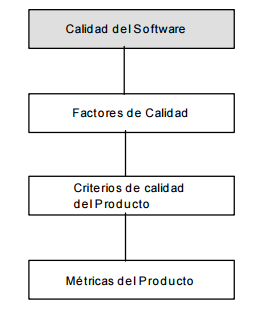 Calidad del Software
Factores de Calidad
Criterios de calidad
del Producto
Métricas del Producto